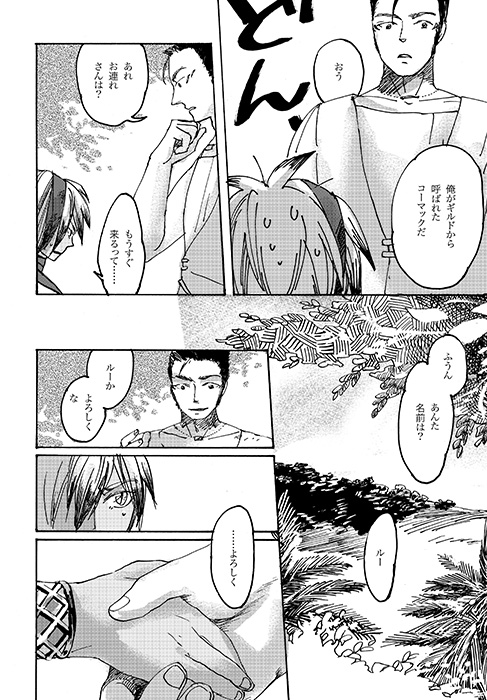 おう
俺がギルドから
呼ばれた
コーマックだ
どん、
あれ
お連れ
さんは？
もうすぐ
来るって……
ふうん
あんた
名前は？
ルー
ルーか
よろしく
な
……よろしく